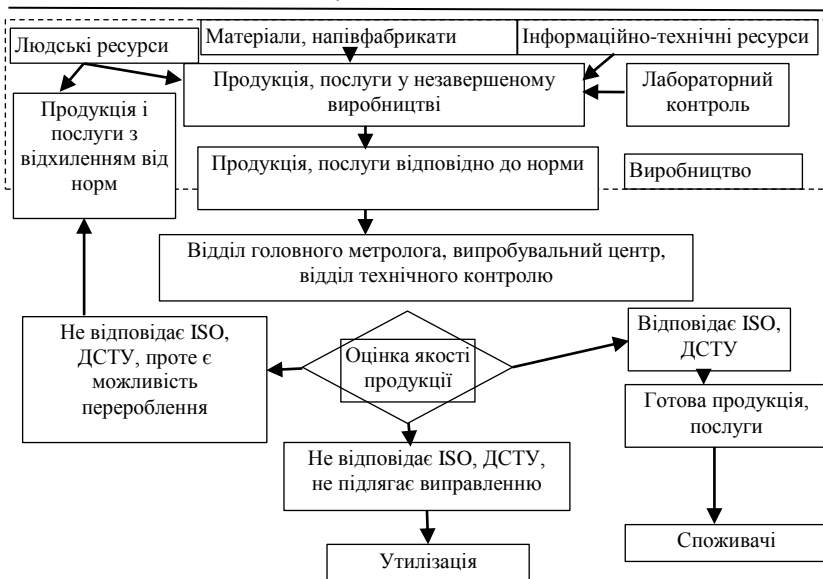 Людські ресурси
Матеріали, напівфабрикати
Інформаційно-технічні ресурси
Продукція, послуги у незавершеному
виробництві
Лабораторний
контроль
Продукція і
послуги з
відхиленням від
норм
Продукція, послуги відповідно до норми
Виробництво
Відділ головного метролога, випробувальний центр,
відділ технічного контролю
Не відповідає ISO,
ДСТУ, проте є
можливість
перероблення
Оцінка якості
продукції
Відповідає ISO,
ДСТУ
Готова продукція,
послуги
Не відповідає ISO, ДСТУ,
не підлягає виправленню
Споживачі
Утилізація